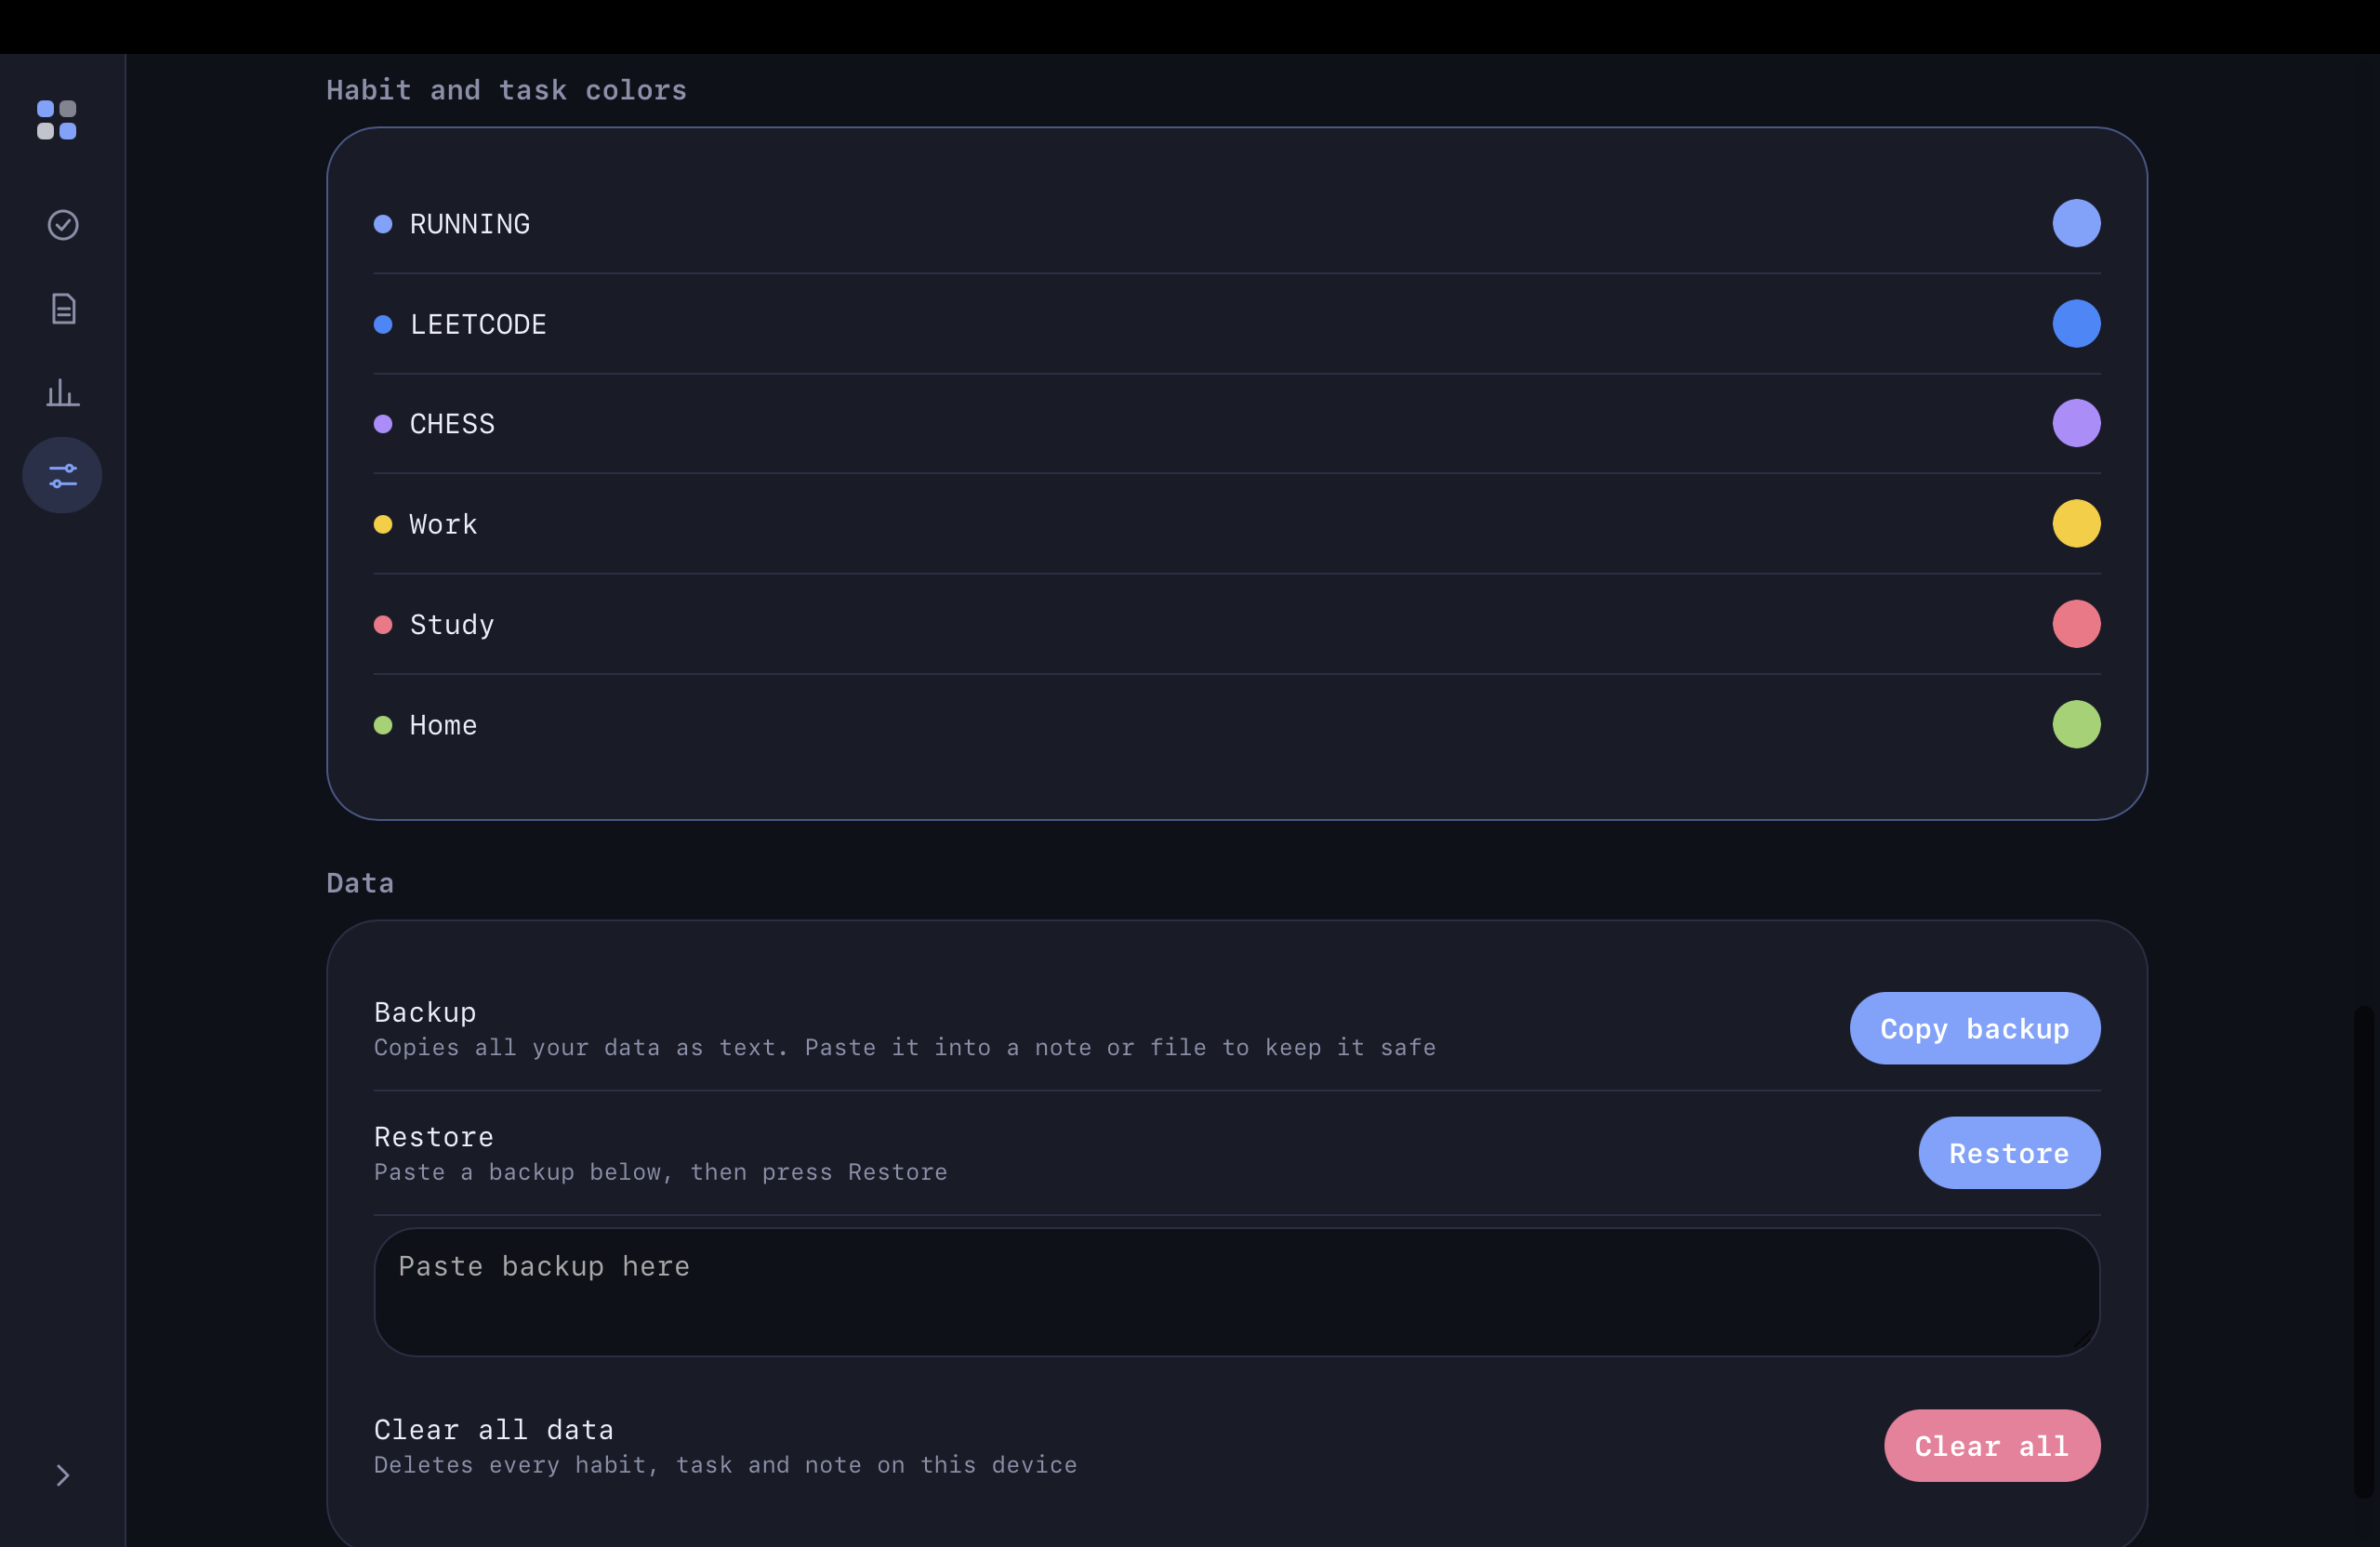 Habit and task colors
RUNNING
LEETCODE
CHESS
Work
Study
Home
Data
Backup
Copies all your data as text. Paste it into a note or file to keep it safe
Copy backup
Restore
Paste a backup below, then press Restore
Restore
Paste backup here
Clear all data
Deletes every habit, task and note on this device
Clear all